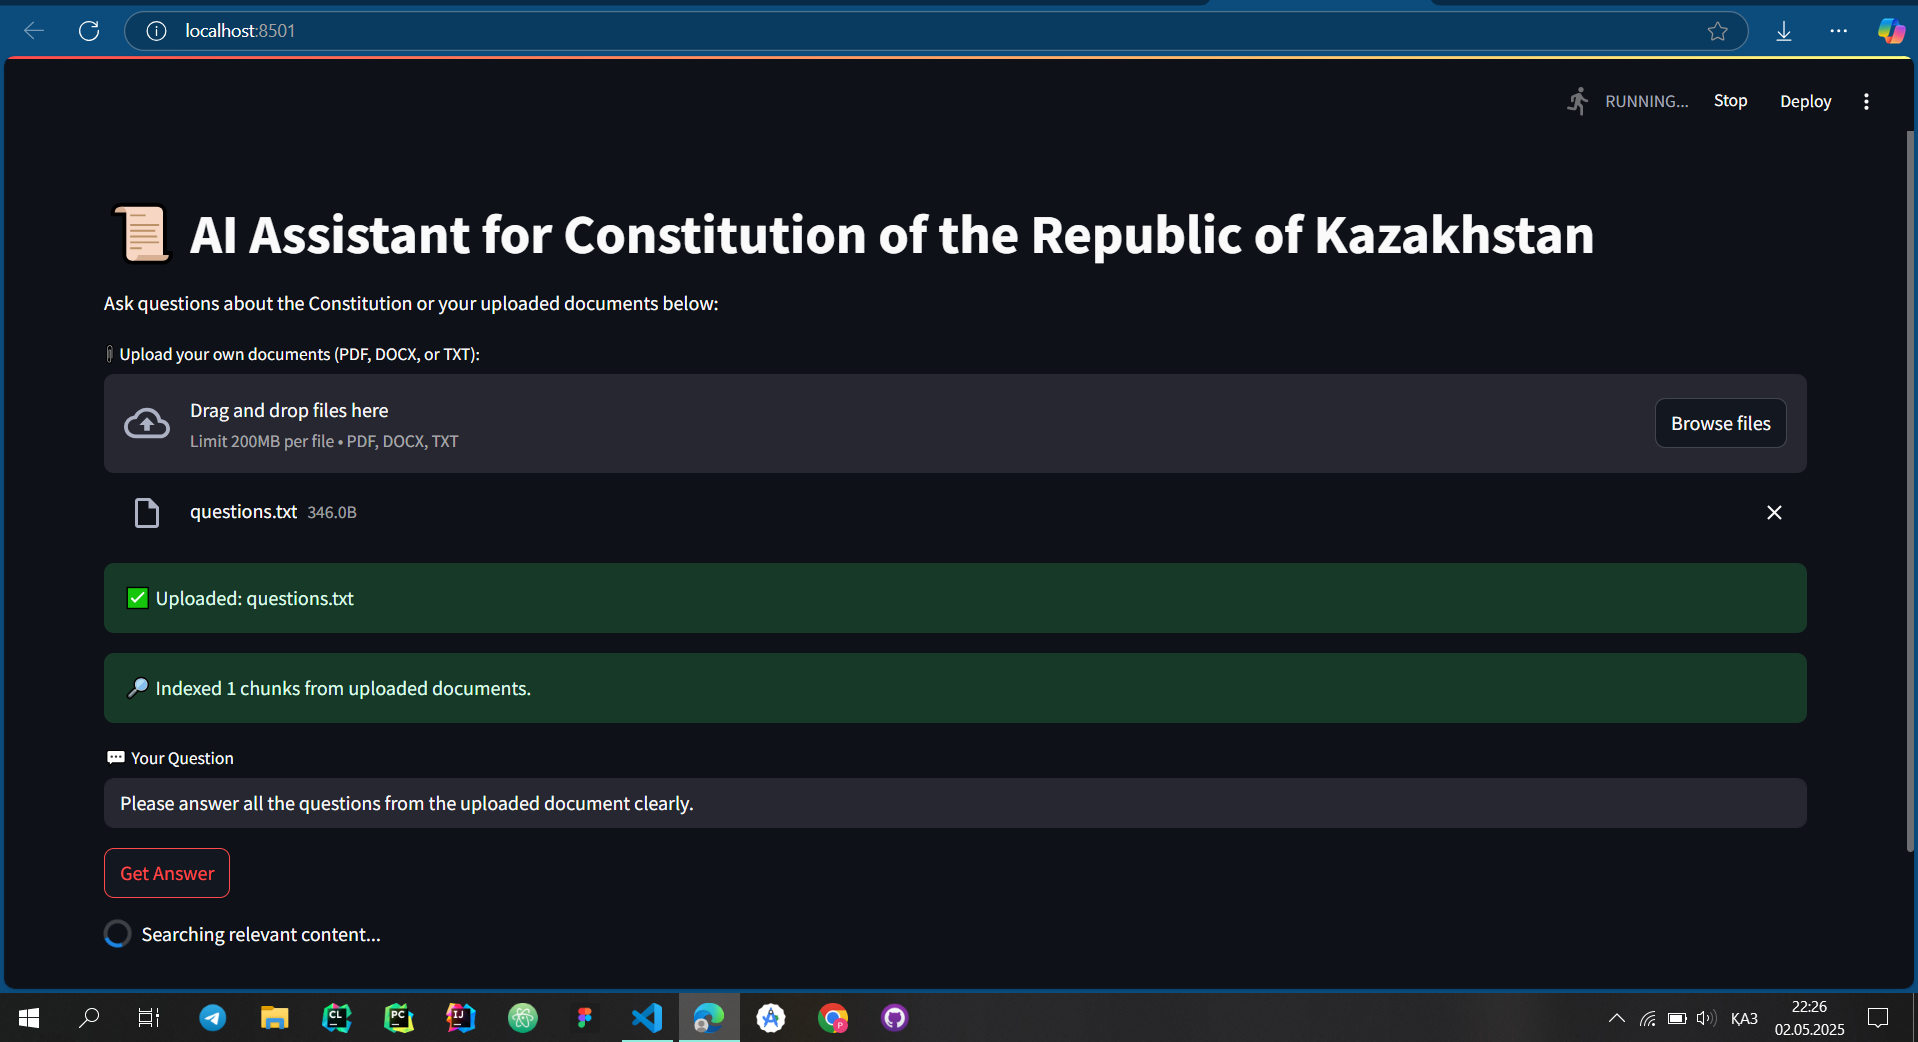 localhost:8501
RUNNING...
Stop
Deploy
AI Assistant for Constitution of the Republic of Kazakhstan
Ask questions about the Constitution or your uploaded documents below:
Upload your own documents (PDF, DOCX, or TXT):
Drag and drop files here
Limit 200MB per file • PDF, DOCX, TXT
Browse files
questions.txt 346.0B
Uploaded: questions.txt
Indexed 1 chunks from uploaded documents.
Your Question
Please answer all the questions from the uploaded document clearly.
Get Answer
Searching relevant content...
CL
PC
IJ
P
ҚАЗ
22:26
02.05.2025